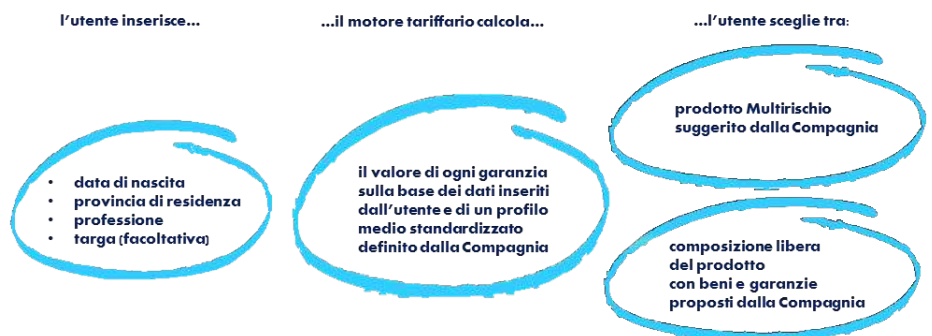 l'utente inserisce...
• data di nascita
• provincia di residenza
• professione
• targa (facoltativa)
...il motore tariffario calcola...
il valore di ogni garanzia
sulla base dei dati inseriti
dall'utente e di un profilo
medio standardizzato
definito dalla Compagnia
...l'utente sceglie tra:
prodotto Multirischio
suggerito dalla Compagnia
composizione libera
del prodotto
con beni e garanzie
proposti dalla Compagnia